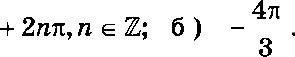 + 2nπ, n ∈ ℤ; б) -4π/3.